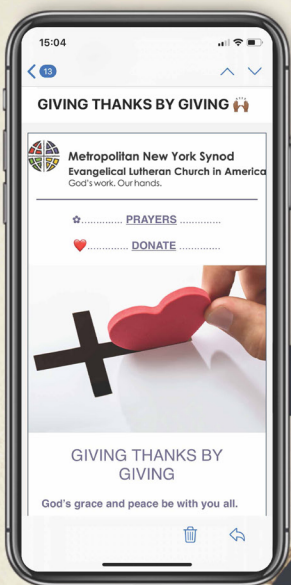 15:04
13
GIVING THANKS BY GIVING 🙌🏾
Metropolitan New York Synod
Evangelical Lutheran Church in America
God's work. Our hands.
✿............. PRAYERS .............
❤️............. DONATE .............
GIVING THANKS BY
GIVING
God's grace and peace be with you all.